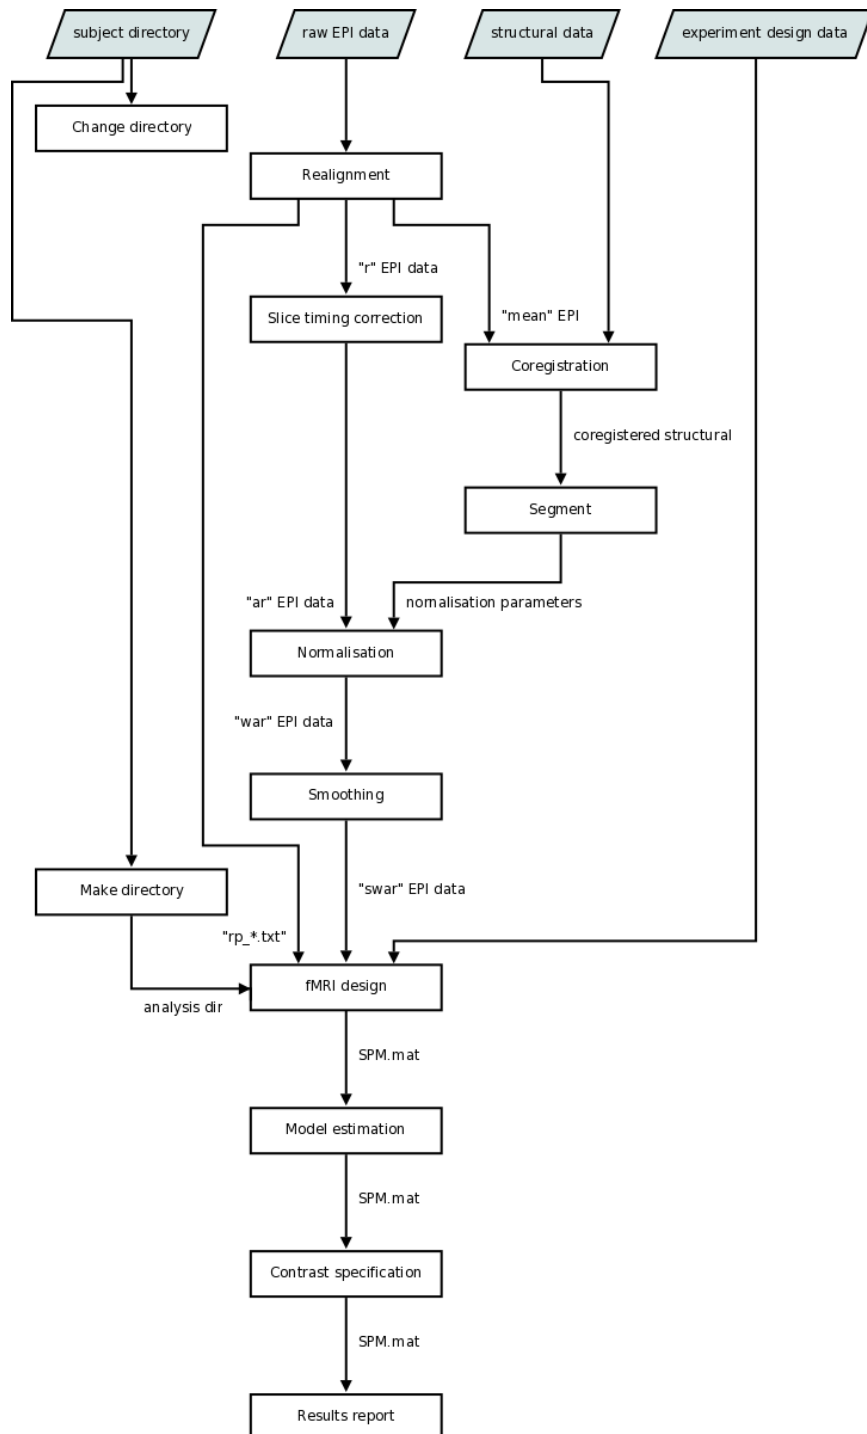 subject directory
raw EPI data
structural data
experiment design data
Change directory
Realignment
"r" EPI data
Slice timing correction
"mean" EPI
Coregistration
coregistered structural
Segment
"ar" EPI data
nornalisation parameters
Normalisation
"war" EPI data
Smoothing
Make directory
"swar" EPI data
"rp_*.txt"
fMRI design
analysis dir
SPM.mat
Model estimation
SPM.mat
Contrast specification
SPM.mat
Results report